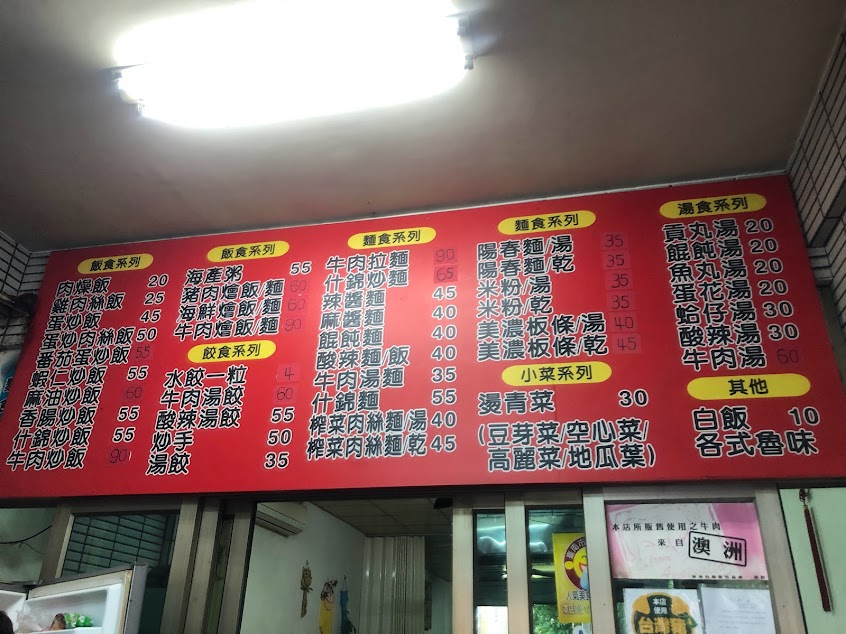 飯食系列
肉燥飯 20
雞肉絲飯 25
蛋炒飯 45
蛋炒肉絲飯 50
番茄蛋炒飯 55
蝦仁炒飯 55
麻油炒飯 60
香腸炒飯 55
什錦炒飯 55
牛肉炒飯 90
飯食系列
海產粥 55
豬肉燴飯/麵 60
海鮮燴飯/麵 60
牛肉燴飯/麵 90
餃食系列
水餃一粒 4
牛肉湯餃 60
酸辣湯餃 55
炒手 50
湯餃 35
麵食系列
牛肉拉麵 90
什錦炒麵 65
辣醬麵 45
麻醬麵 40
餛飩麵 45
酸辣麵/飯 40
牛肉湯麵 35
什錦麵 55
榨菜肉絲麵/湯 40
榨菜肉絲麵/乾 45
麵食系列
陽春麵/湯 35
陽春麵/乾 35
米粉/湯 35
米粉/乾 35
美濃板條/湯 40
美濃板條/乾 45
小菜系列
燙青菜 30
(豆芽菜/空心菜/
高麗菜/地瓜葉)
湯食系列
貢丸湯 20
餛飩湯 20
魚丸湯 20
蛋花湯 20
蛤仔湯 30
酸辣湯 30
牛肉湯 60
其他
白飯 10
各式魯味
本店所販售使用之牛肉
來自 澳洲
本店
使用
台灣豬